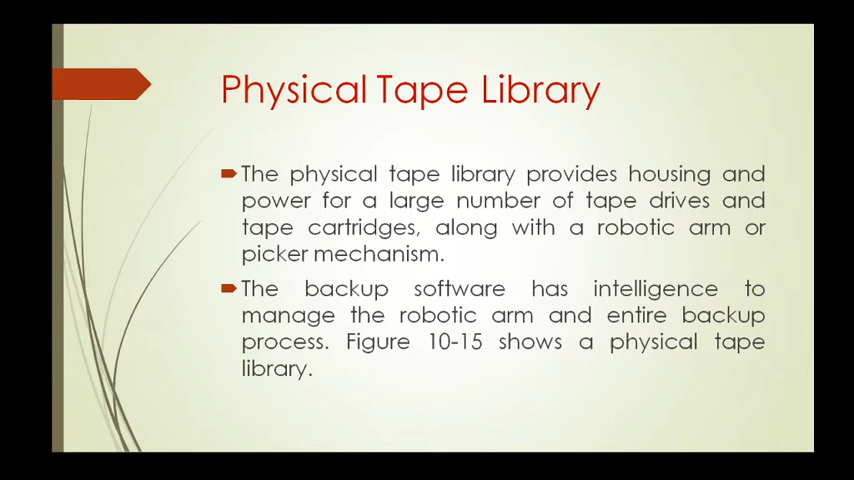 Physical Tape Library
The physical tape library provides housing and
power for a large number of tape drives and
tape cartridges, along with a robotic arm or
picker mechanism.
The backup software has intelligence to
manage the robotic arm and entire backup
process. Figure 10-15 shows a physical tape
library.